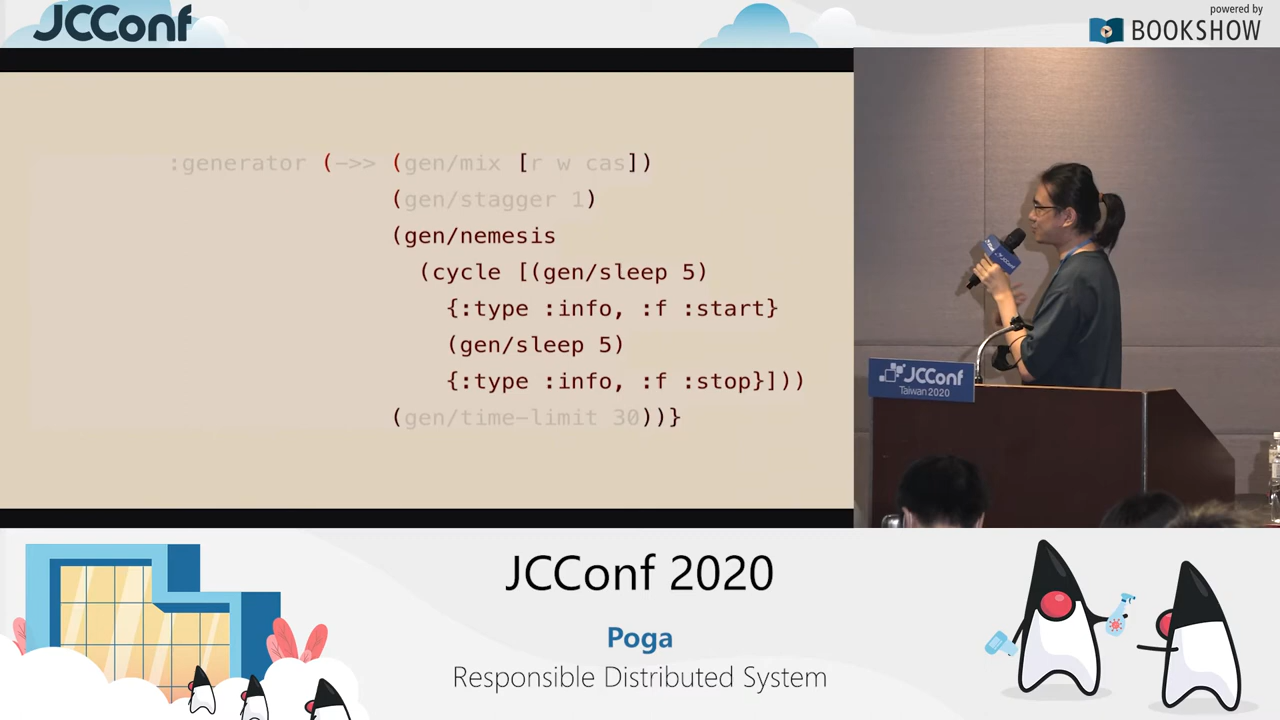 JCConf
powered by
BOOKSHOW
:generator (->> (gen/mix [r w cas])
(gen/stagger 1)
(gen/nemesis
(cycle [(gen/sleep 5)
{:type :info, :f :start}
(gen/sleep 5)
{:type :info, :f :stop}]))
(gen/time-limit 30))}
JCConf
Taiwan 2020
JCConf 2020
Poga
Responsible Distributed System